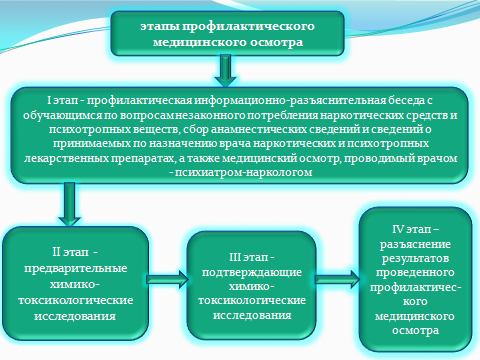 этапы профилактического
медицинского осмотра
I этап - профилактическая информационно-разъяснительная беседа с
обучающимся по вопросам незаконного потребления наркотических средств и
психотропных веществ, сбор анамнестических сведений и сведений о
принимаемых по назначению врача наркотических и психотропных
лекарственных препаратах, а также медицинский осмотр, проводимый врачом
- психиатром-наркологом
II этап -
предварительные
химико-
токсикологические
исследования
III этап -
подтверждающие
химико-
токсикологические
исследования
IV этап –
разъяснение
результатов
проведенного
профилактичес-
кого
медицинского
осмотра